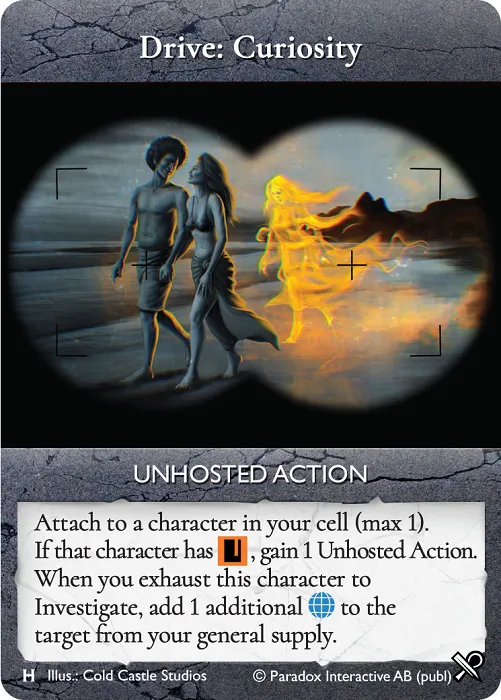 Drive: Curiosity
UNHOSTED ACTION
Attach to a character in your cell (max 1).
If that character has , gain 1 Unhosted Action.
When you exhaust this character to
Investigate, add 1 additional to the
target from your general supply.
H Illus.: Cold Castle Studios © Paradox Interactive AB (publ)